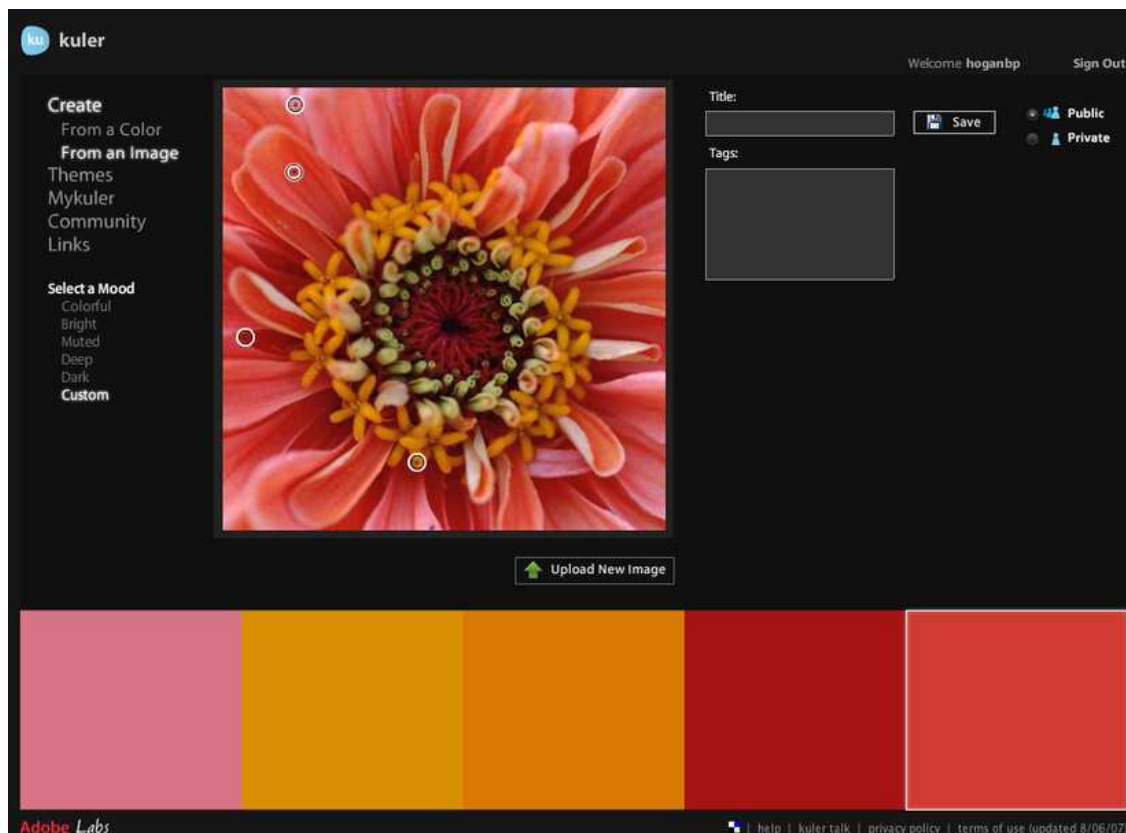 ku kuler
Welcome hoganbp Sign Out
Create
From a Color
From an Image
Themes
Mykuler
Community
Links
Select a Mood
Colorful
Bright
Muted
Deep
Dark
Custom
Title:
Save
Public
Private
Tags:
Upload New Image
Adobe Labs
| help | kuler talk | privacy policy | terms of use (updated 8/06/07)